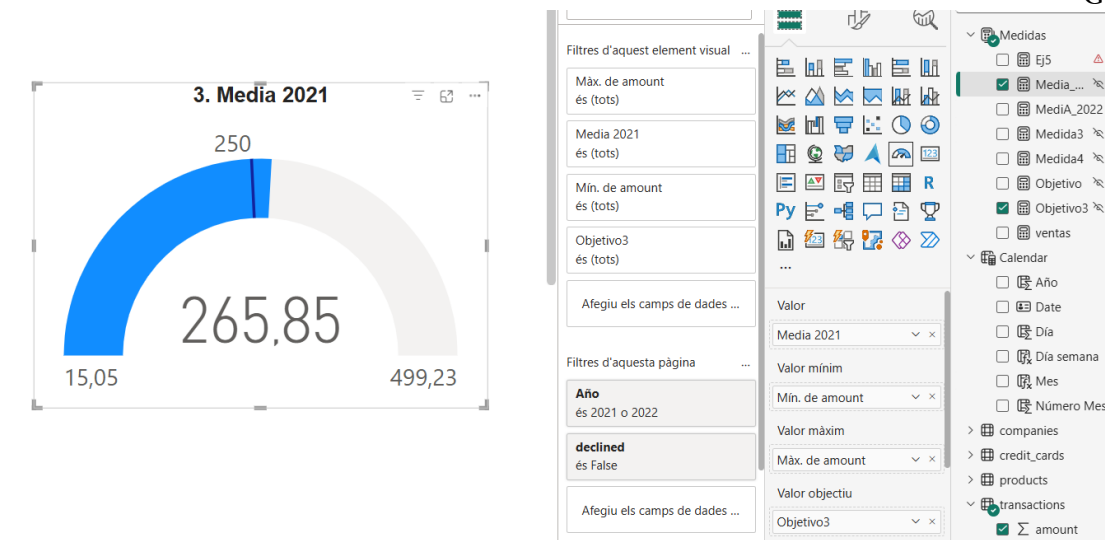 3. Media 2021
250
265,85
15,05
499,23
Filtres d'aquest element visual ...
Màx. de amount
és (tots)
Media 2021
és (tots)
Mín. de amount
és (tots)
Objetivo3
és (tots)
Afegiu els camps de dades ...
Filtres d'aquesta pàgina ...
Año
és 2021 o 2022
declined
és False
Afegiu els camps de dades ...
123
R
Py
123
...
Valor
Media 2021
Valor mínim
Mín. de amount
Valor màxim
Màx. de amount
Valor objectiu
Objetivo3
Medidas
Ej5
Media_...
MediA_2022
Medida3
Medida4
Objetivo
Objetivo3
ventas
Calendar
Año
Date
Día
Día semana
Mes
Número Mes
companies
credit_cards
products
transactions
amount